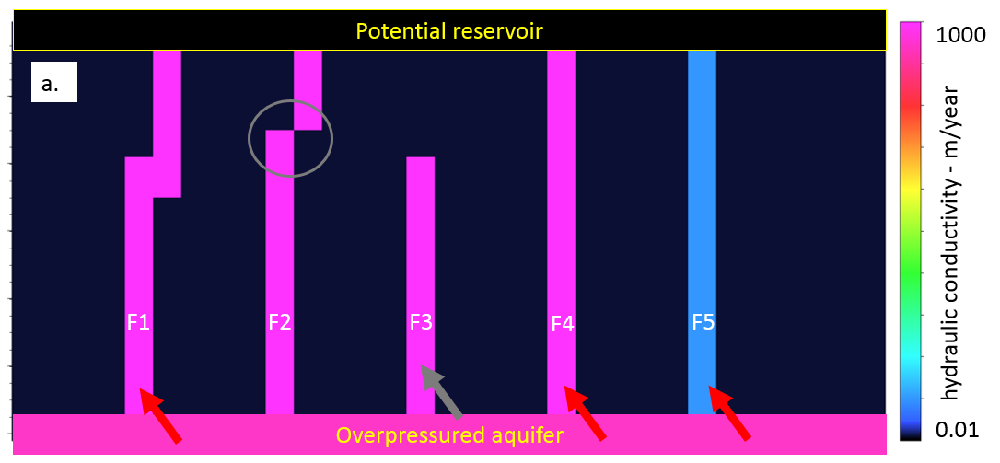 Potential reservoir
a.
F1
F2
F3
F4
F5
Overpressured aquifer
1000
hydraulic conductivity - m/year
0.01